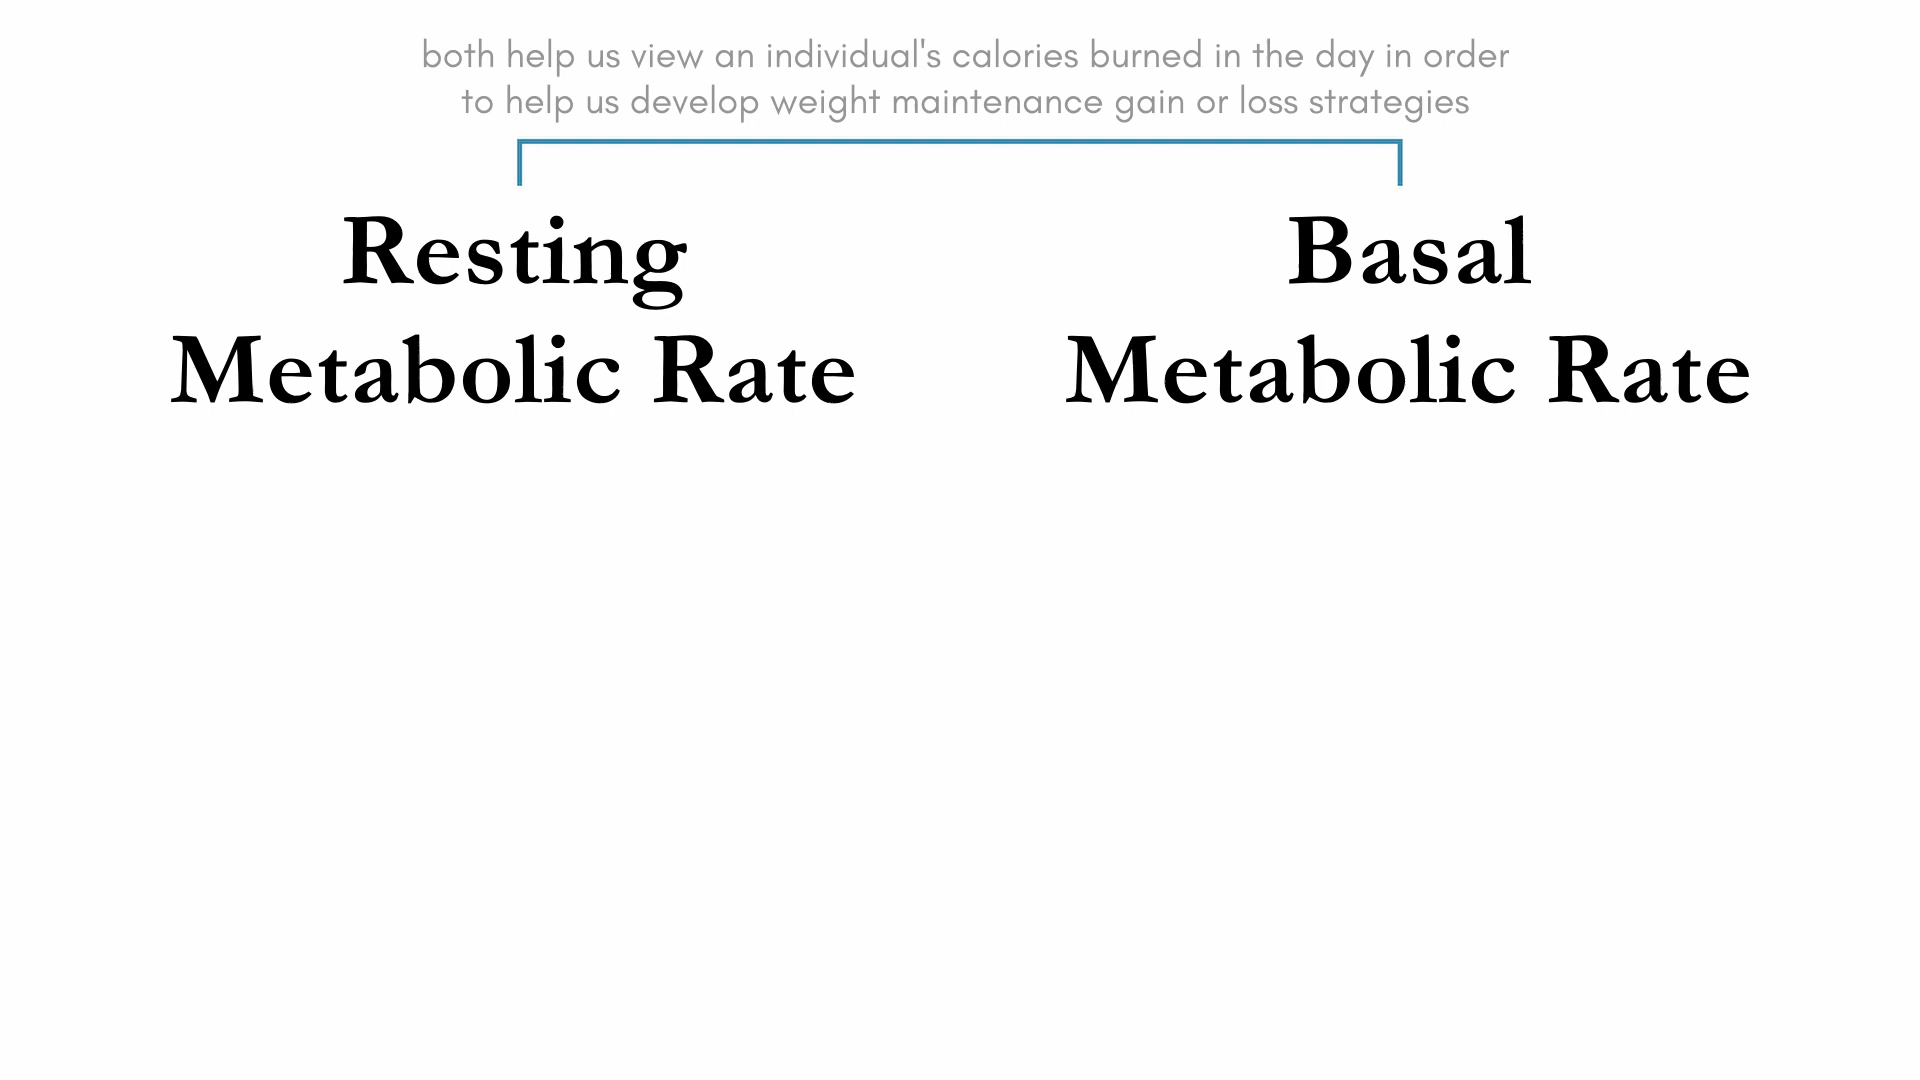 both help us view an individual's calories burned in the day in order
to help us develop weight maintenance gain or loss strategies
Resting
Metabolic Rate
Basal
Metabolic Rate